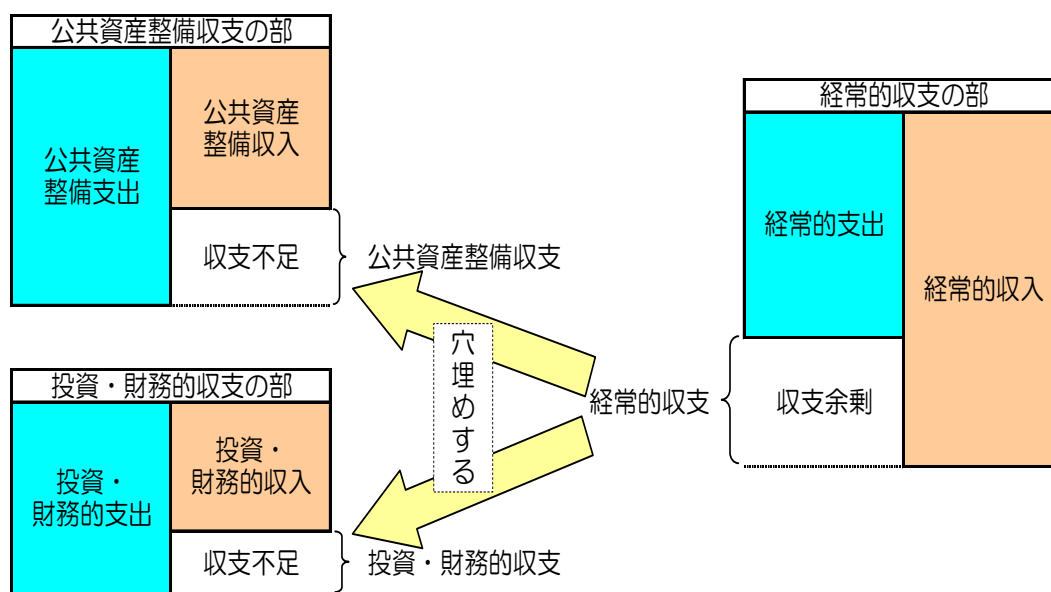 公共資産整備収支の部
公共資産
整備支出
公共資産
整備収入
収支不足
公共資産整備収支
投資・財務的収支の部
投資・
財務的支出
投資・
財務的収入
収支不足
投資・財務的収支
穴埋めする
経常的収支
経常的収支の部
経常的支出
経常的収入
収支余剰